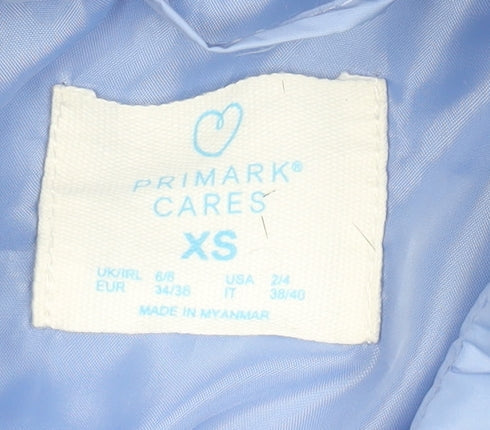 PRIMARK®
CARES
XS
UK/IRL 6/8 USA 2/4
EUR 34/36 IT 38/40
MADE IN MYANMAR